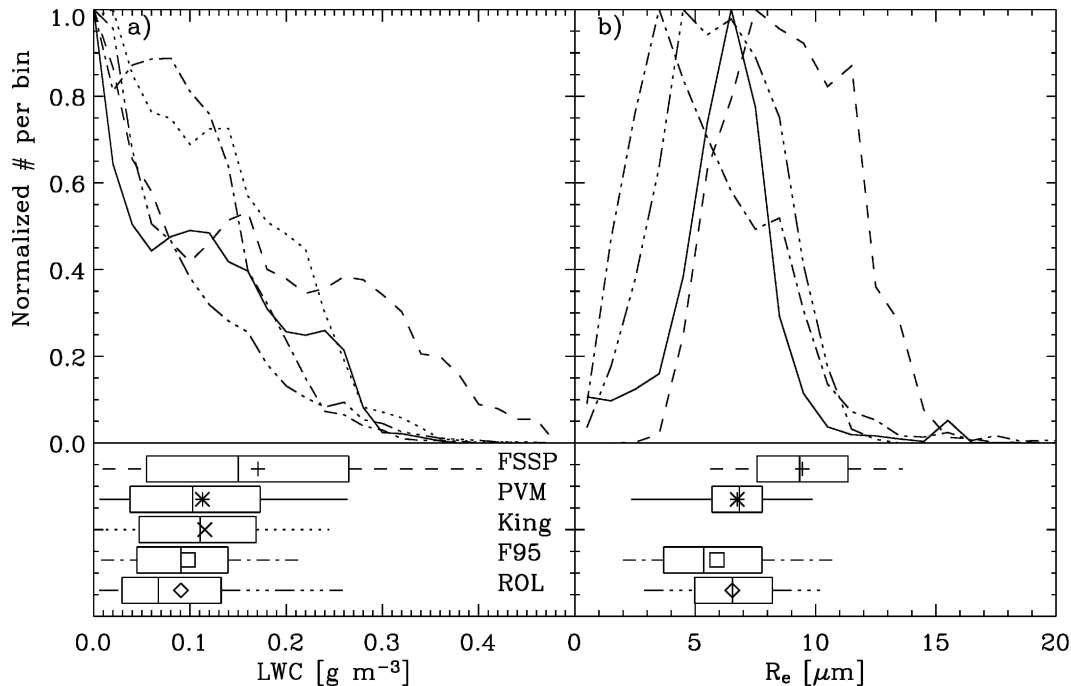 a)
b)
Normalized # per bin
1.0
0.8
0.6
0.4
0.2
0.0
FSSP
PVM
King
F95
ROL
0.0 0.1 0.2 0.3 0.4 0 5 10 15 20
LWC [g m⁻³]
Rₑ [μm]